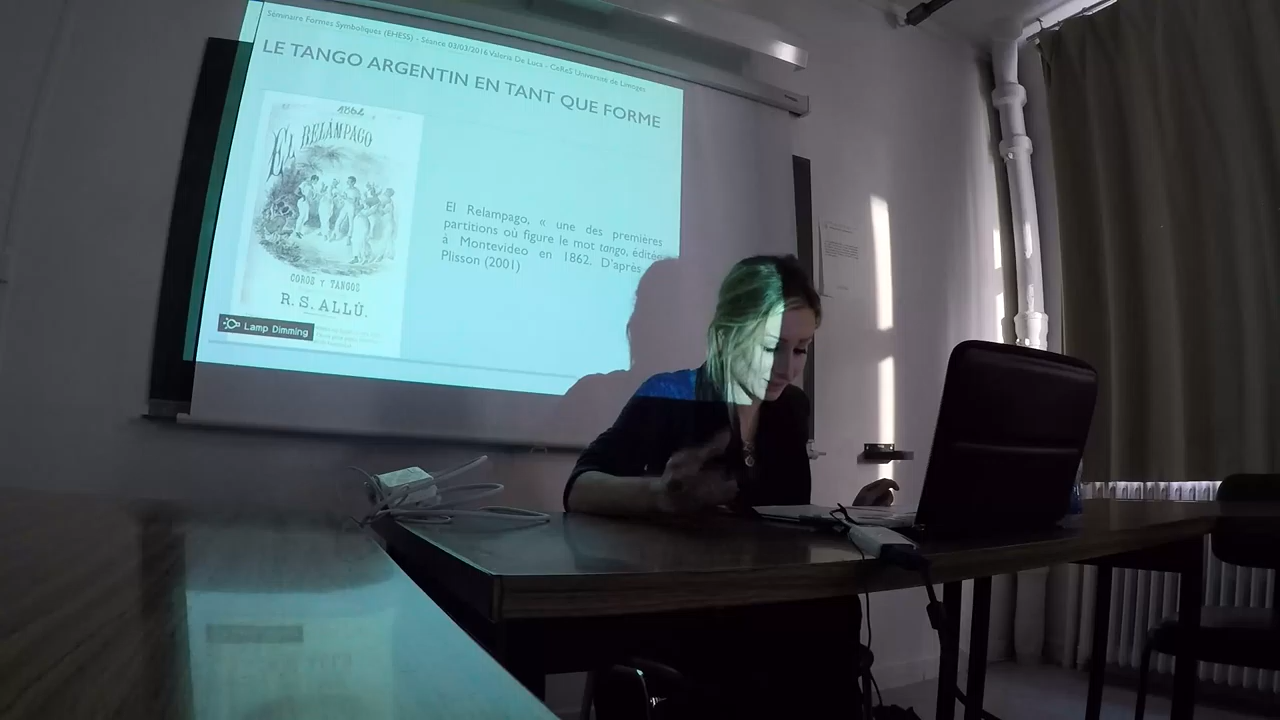 Séminaire Formes Symboliques (EHESS) - Séance 03/03/2016 Valeria De Luca - CeReS Université de Limoges
LE TANGO ARGENTIN EN TANT QUE FORME
1864
EL RELÁMPAGO
COROS Y TANGOS
R. S. ALLÚ.
Lamp Dimming
El Relampago, « une des premières
partitions où figure le mot tango, éditée
à Montevideo en 1862. D'après
Plisson (2001)